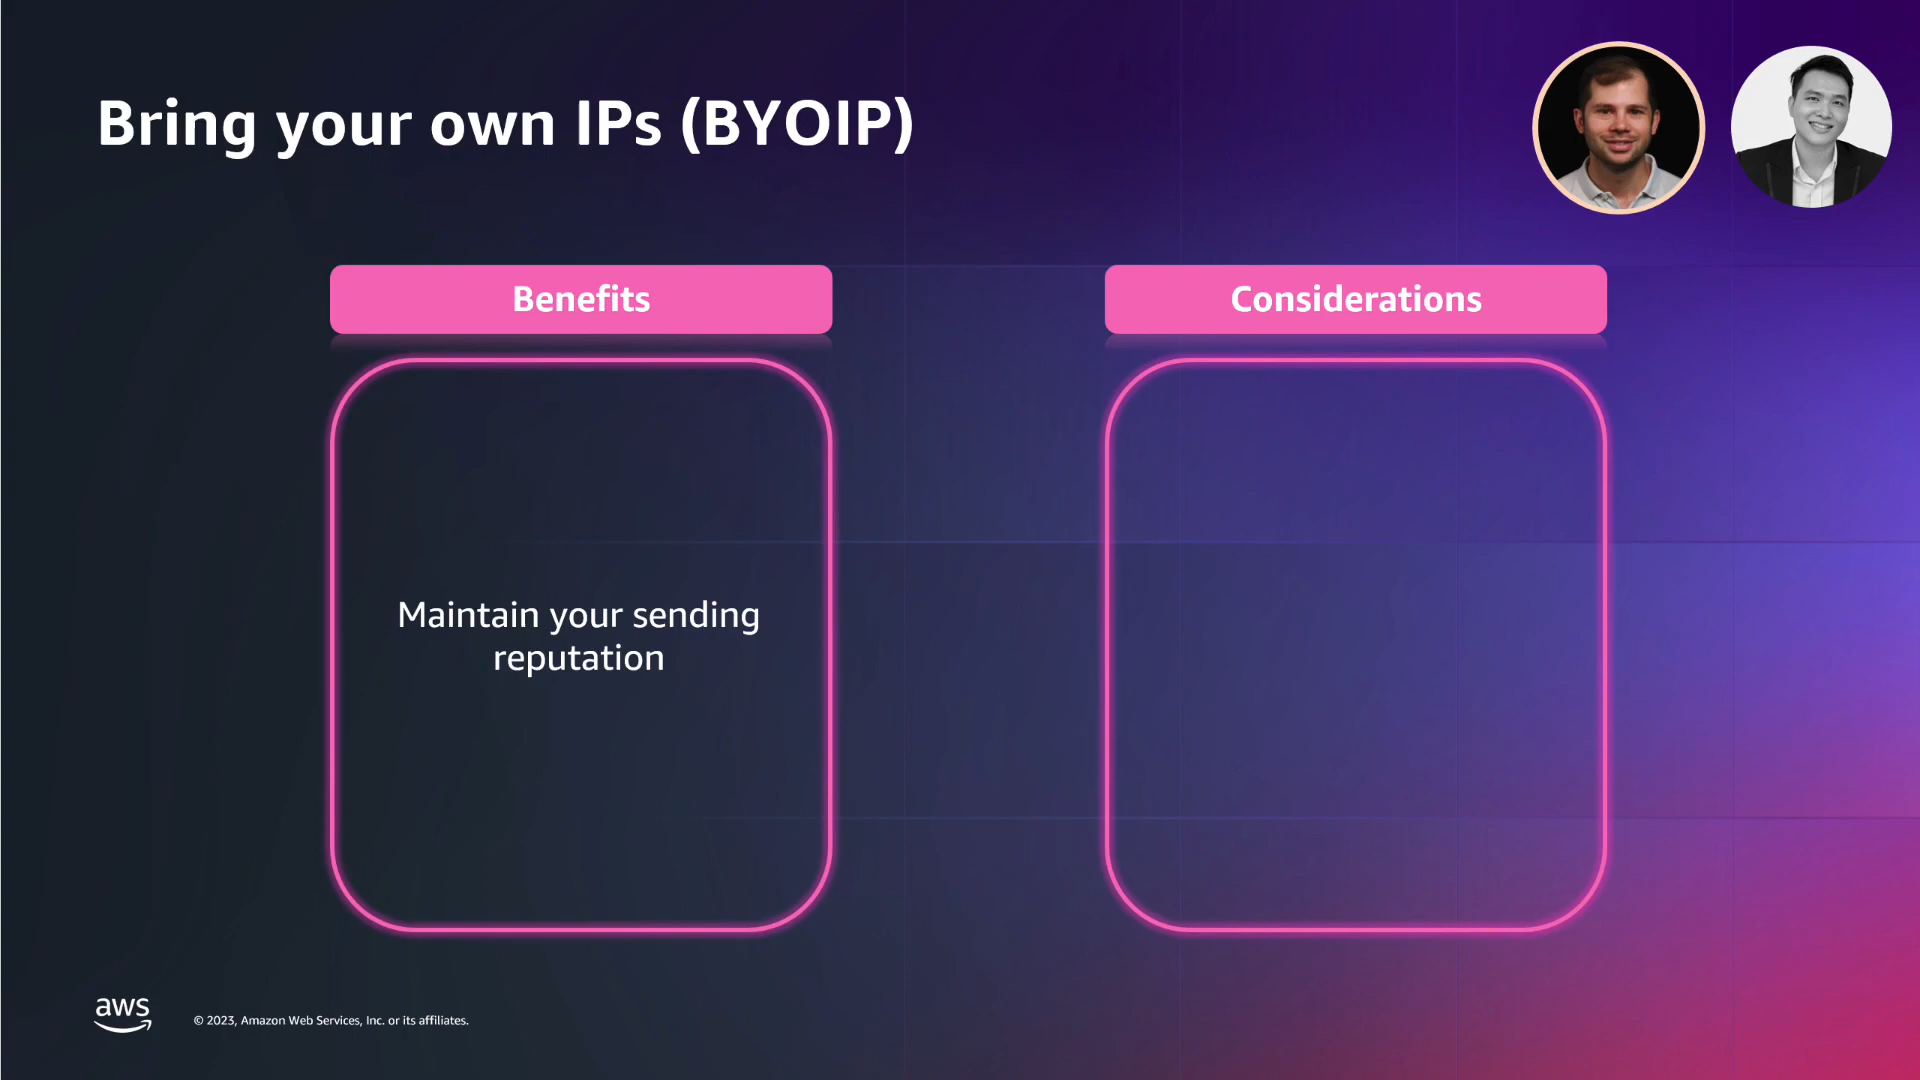 Bring your own IPs (BYOIP)
Benefits
Considerations
Maintain your sending
reputation
aws
© 2023, Amazon Web Services, Inc. or its affiliates.